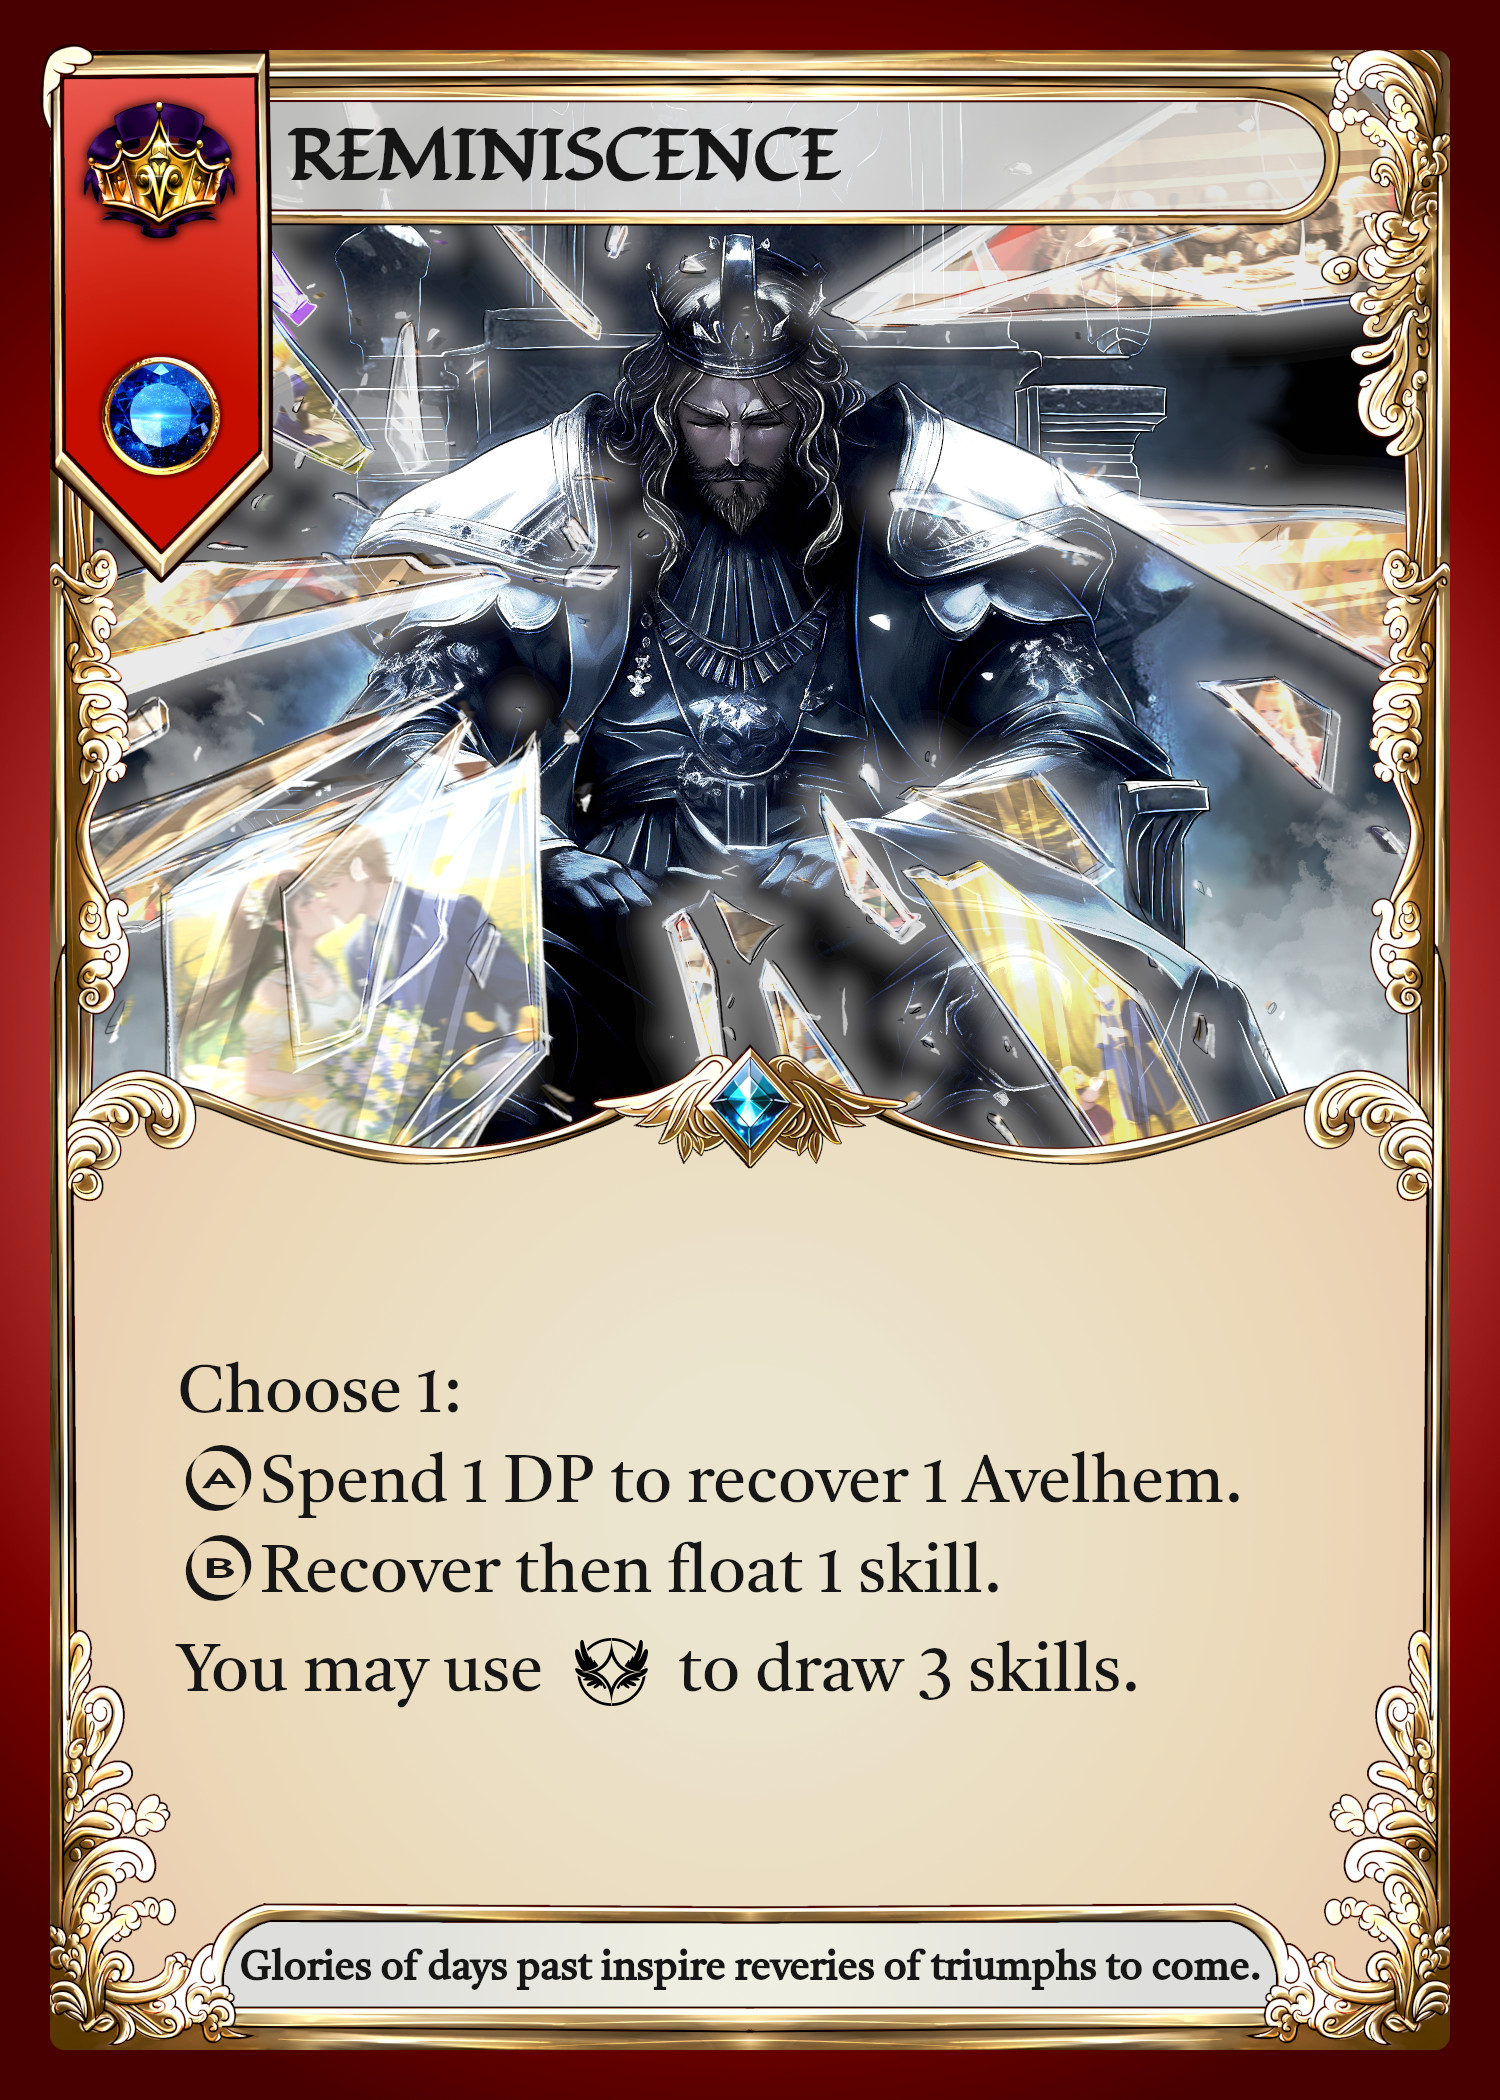 REMINISCENCE
Choose 1:
A Spend 1 DP to recover 1 Avelhem.
B Recover then float 1 skill.
You may use to draw 3 skills.
Glories of days past inspire reveries of triumphs to come.